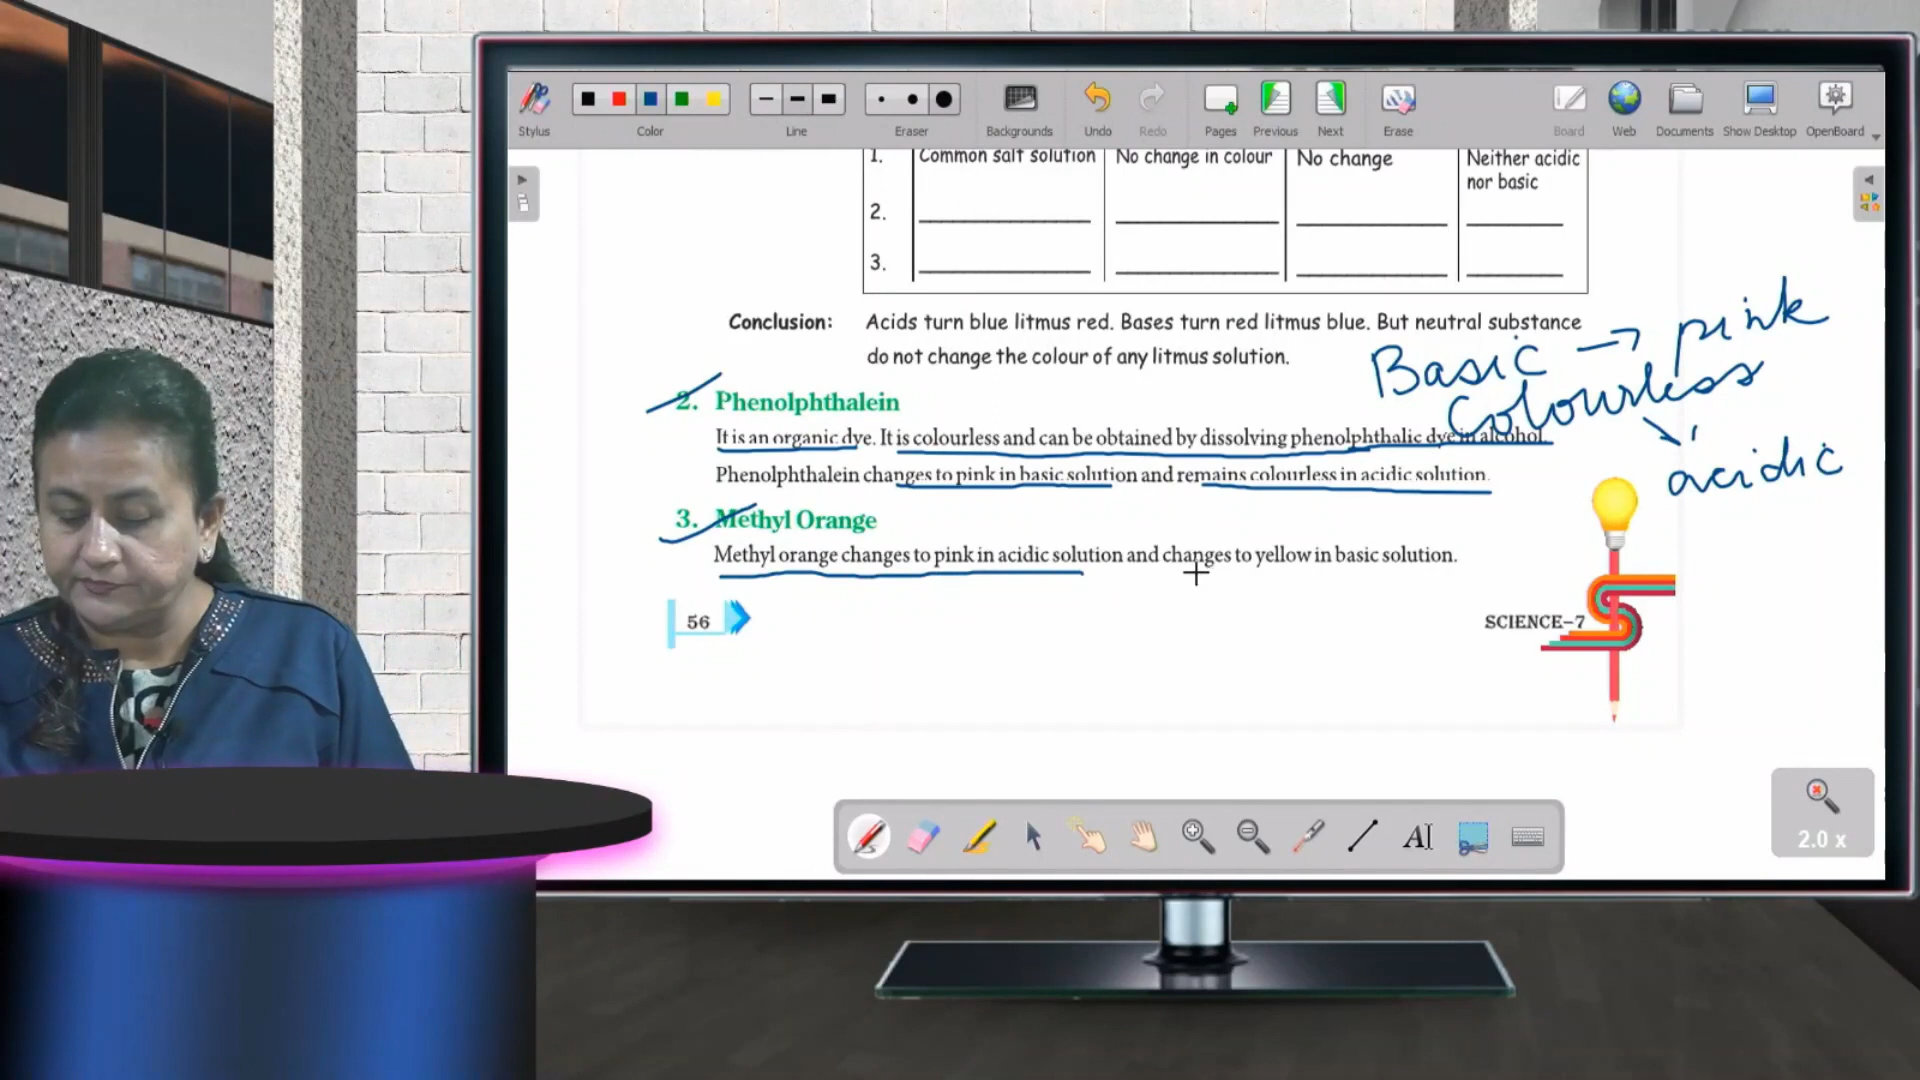 Stylus Color Line Eraser Backgrounds Undo Redo Pages Previous Next Erase Board Web Documents Show Desktop OpenBoard
1. Common salt solution No change in colour No change Neither acidic
nor basic
2.
3.
Conclusion: Acids turn blue litmus red. Bases turn red litmus blue. But neutral substance
do not change the colour of any litmus solution.
Basic → pink
Colourless
acidic
2. Phenolphthalein
It is an organic dye. It is colourless and can be obtained by dissolving phenolphthalic dye in alcohol.
Phenolphthalein changes to pink in basic solution and remains colourless in acidic solution.
3. Methyl Orange
Methyl orange changes to pink in acidic solution and changes to yellow in basic solution.
56
SCIENCE–7
2.0 x